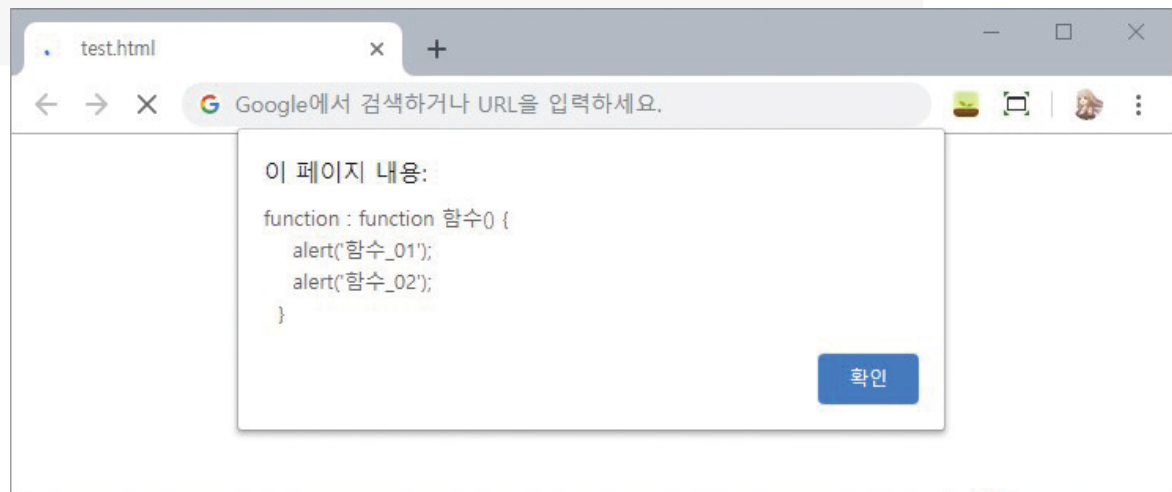 test.html
Google에서 검색하거나 URL을 입력하세요.
이 페이지 내용:
function : function 함수() {
alert('함수_01');
alert('함수_02');
}
확인